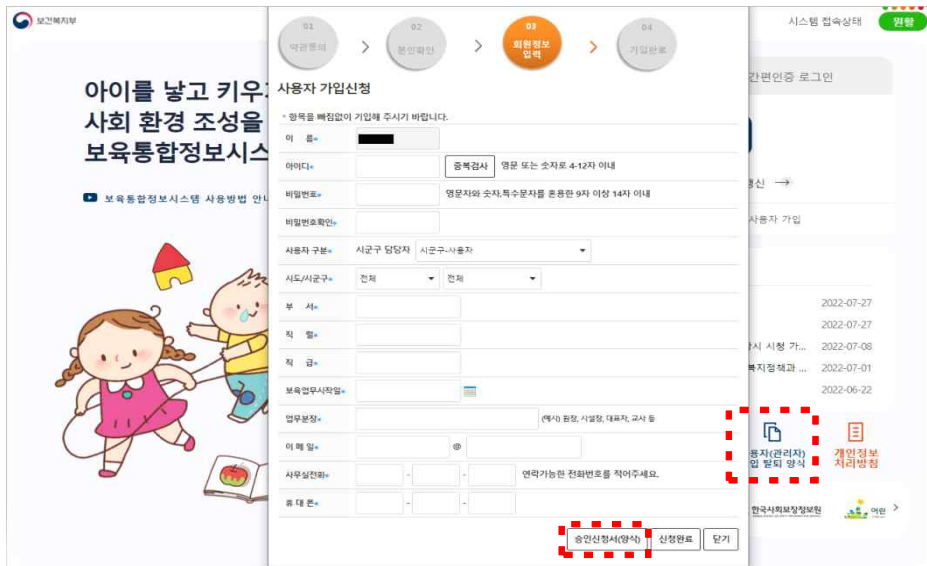 보건복지부
시스템 접속상태
원활
아이를 낳고 키우
사회 환경 조성을
보육통합정보시스
보육통합정보시스템 사용방법 안
01
약관동의
02
본인확인
03
회원정보
입력
04
가입완료
사용자 가입신청
* 항목을 빠짐없이 기입해 주시기 바랍니다.
이 름*
아이디*
중복검사
영문 또는 숫자로 4-12자 이내
비밀번호*
영문자와 숫자,특수문자를 혼용한 9자 이상 14자 이내
비밀번호확인*
사용자 구분*
시군구 담당자
시군구-사용자
시도/시군구*
전체
전체
부 서*
직 렬*
직 급*
보육업무시작일*
업무분장*
(예시) 원장, 시설장, 대표자, 교사 등
이 메 일*
@
사무실전화*
-
-
연락가능한 전화번호를 적어주세요.
휴 대 폰*
-
-
승인신청서(양식)
신청완료
닫기
간편인증 로그인
갱신 →
사용자 가입
2022-07-27
2022-07-27
시 시청 가...
2022-07-08
복지정책과 ...
2022-07-01
2022-06-22
용자(관리자)
입 탈퇴 양식
개인정보
처리방침
한국사회보장정보원
어린